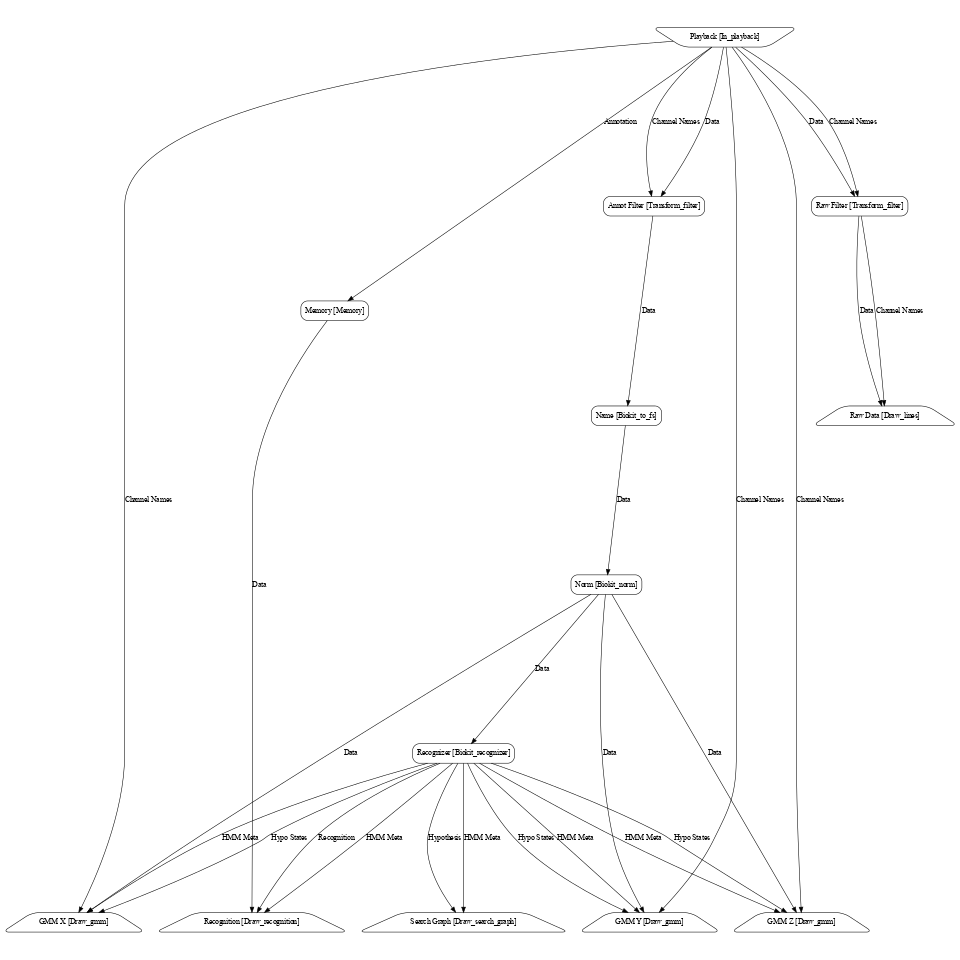 Playback [In_playback]
Annotation
Channel Names
Data
Data
Channel Names
Annot Filter [Transform_filter]
Raw Filter [Transform_filter]
Memory [Memory]
Data
Data
Channel Names
Name [Biokit_to_fs]
Raw Data [Draw_lines]
Channel Names
Data
Channel Names
Channel Names
Data
Norm [Biokit_norm]
Data
Recognizer [Biokit_recognizer]
Data
Data
Data
HMM Meta
Hypo States
Recognition
HMM Meta
Hypothesis
HMM Meta
Hypo States
HMM Meta
HMM Meta
Hypo States
GMM X [Draw_gmm]
Recognition [Draw_recognition]
Search Graph [Draw_search_graph]
GMM Y [Draw_gmm]
GMM Z [Draw_gmm]